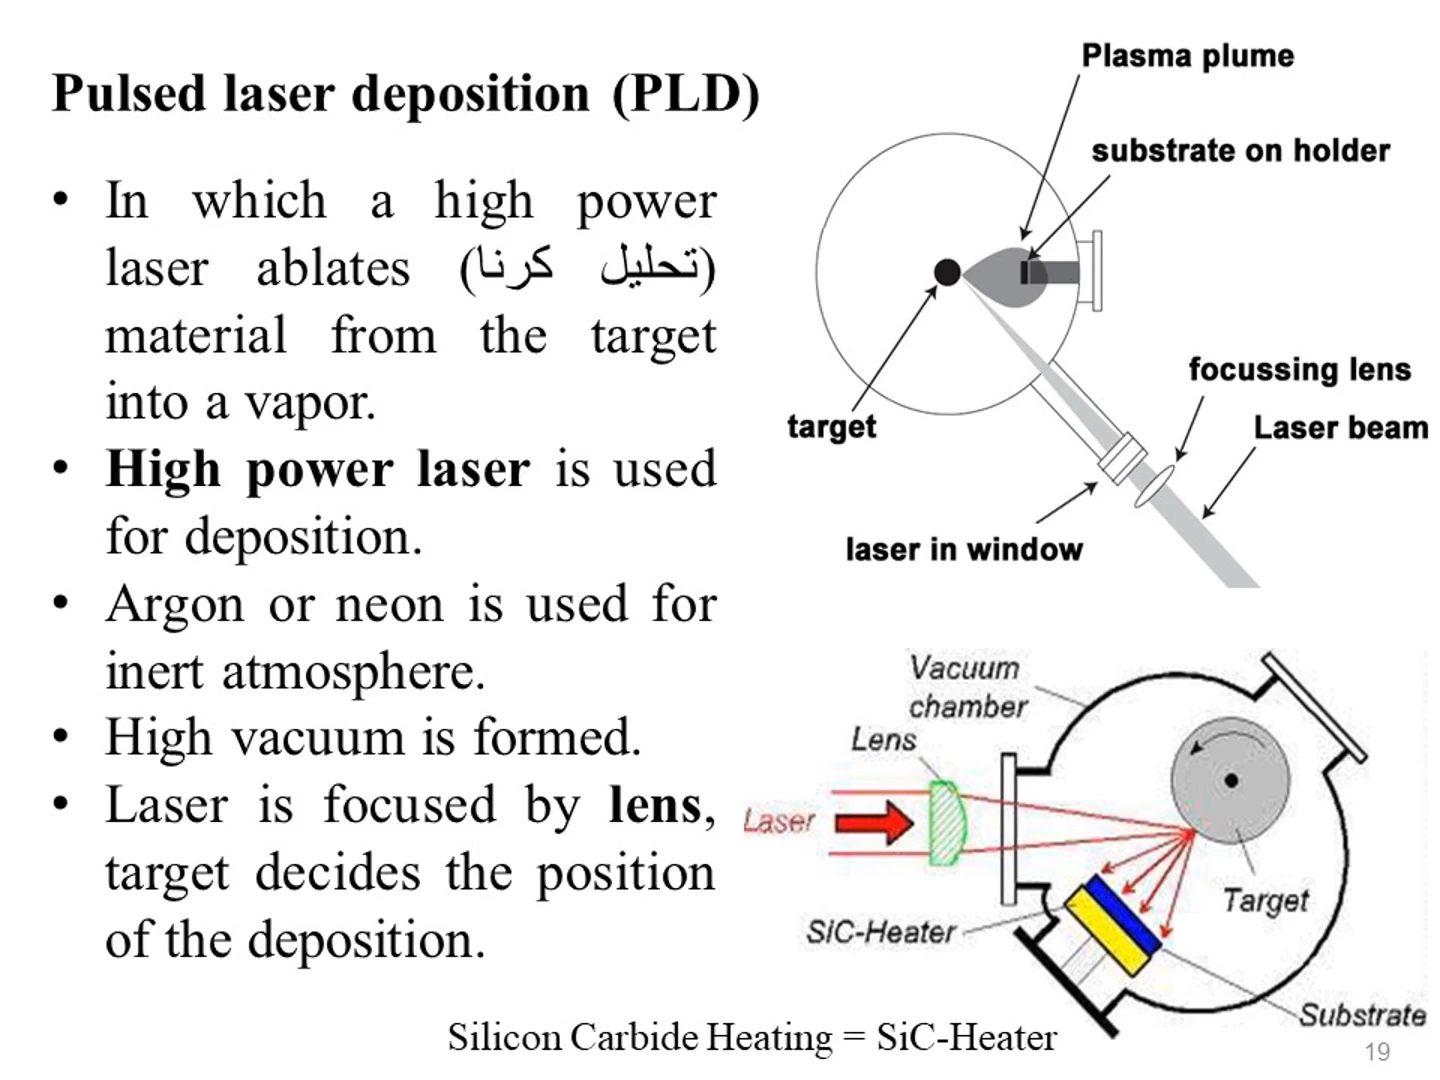 Pulsed laser deposition (PLD)
• In which a high power
laser ablates (تحلیل کرنا)
material from the target
into a vapor.
• High power laser is used
for deposition.
• Argon or neon is used for
inert atmosphere.
• High vacuum is formed.
• Laser is focused by lens,
target decides the position
of the deposition.
Plasma plume
substrate on holder
focussing lens
target
Laser beam
laser in window
Vacuum
chamber
Lens
Laser
Target
SiC-Heater
Substrate
Silicon Carbide Heating = SiC-Heater
19